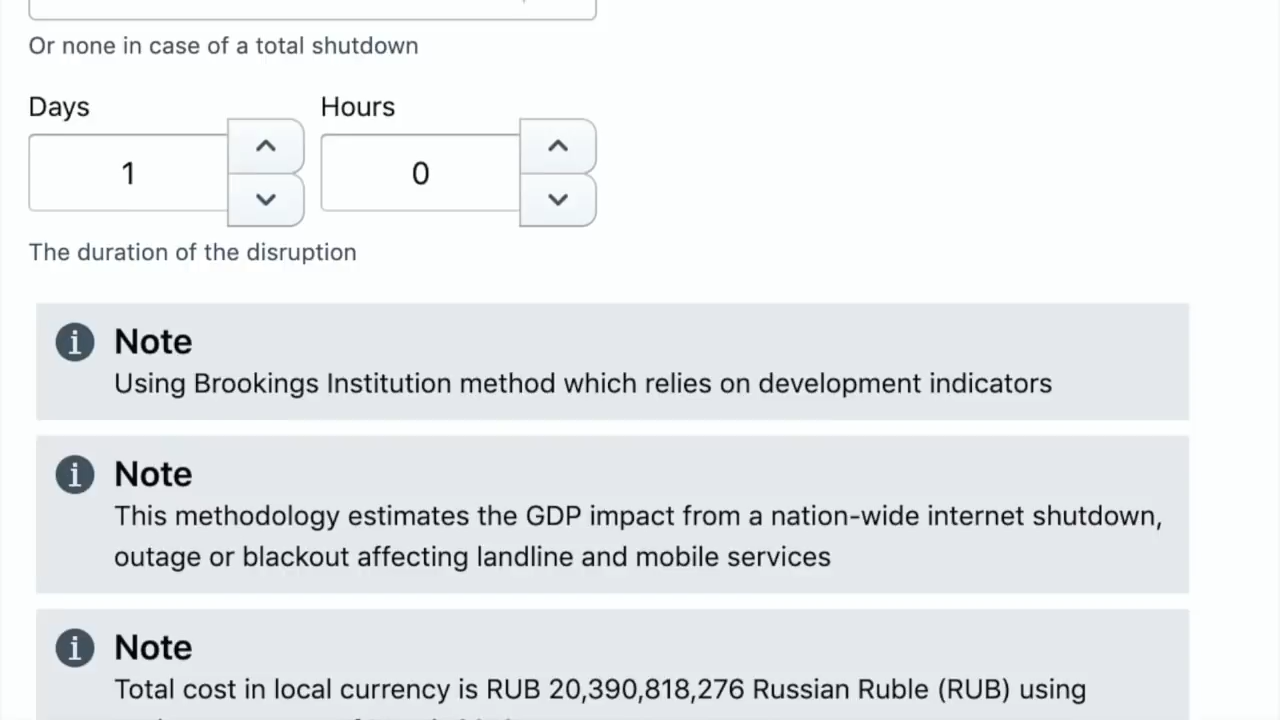 Or none in case of a total shutdown
Days Hours
1 0
The duration of the disruption
Note
Using Brookings Institution method which relies on development indicators
Note
This methodology estimates the GDP impact from a nation-wide internet shutdown,
outage or blackout affecting landline and mobile services
Note
Total cost in local currency is RUB 20,390,818,276 Russian Ruble (RUB) using